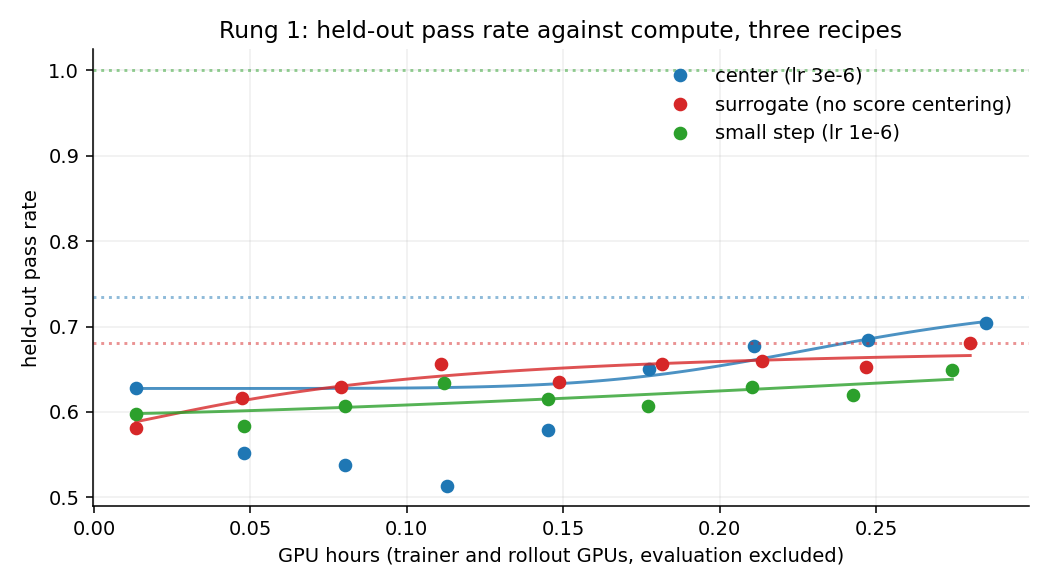 Rung 1: held-out pass rate against compute, three recipes
center (lr 3e-6)
surrogate (no score centering)
small step (lr 1e-6)
held-out pass rate
1.0
0.9
0.8
0.7
0.6
0.5
0.00 0.05 0.10 0.15 0.20 0.25
GPU hours (trainer and rollout GPUs, evaluation excluded)